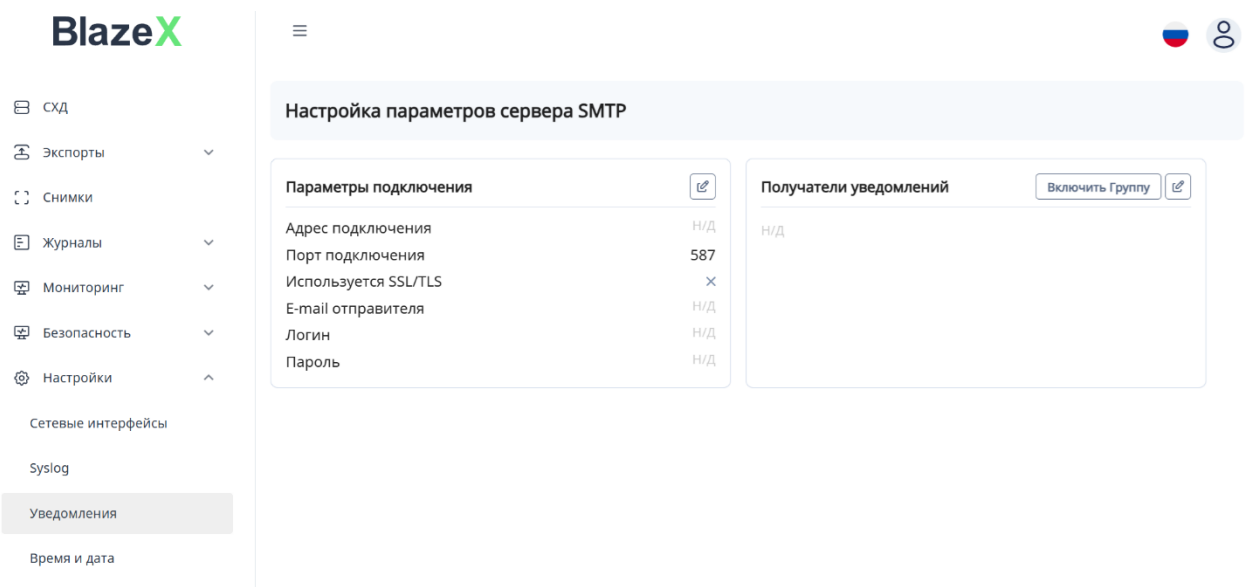 BlazeX
СХД
Экспорты
Снимки
Журналы
Мониторинг
Безопасность
Настройки
Сетевые интерфейсы
Syslog
Уведомления
Время и дата
Настройка параметров сервера SMTP
Параметры подключения
Адрес подключения Н/Д
Порт подключения 587
Используется SSL/TLS
E-mail отправителя Н/Д
Логин Н/Д
Пароль Н/Д
Получатели уведомлений Включить Группу
Н/Д